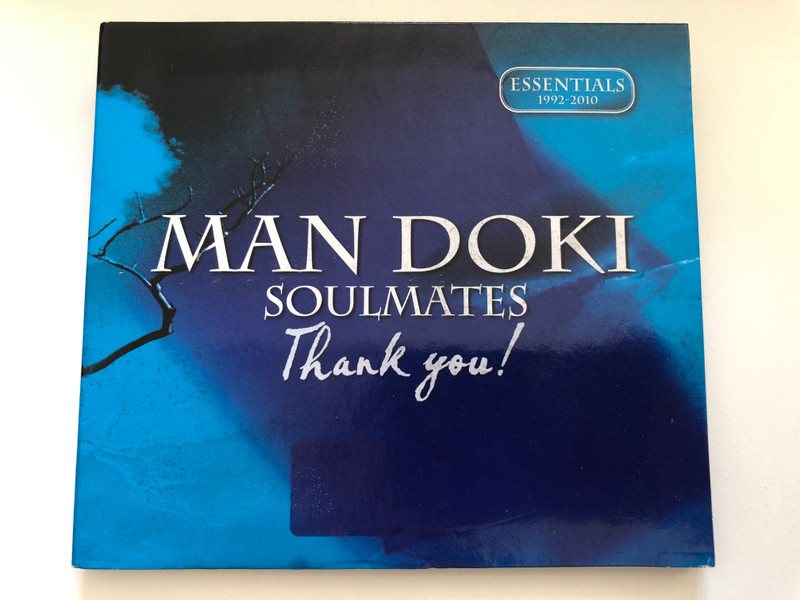 ESSENTIALS
1992-2010
MAN DOKI
SOULMATES
Thank you!